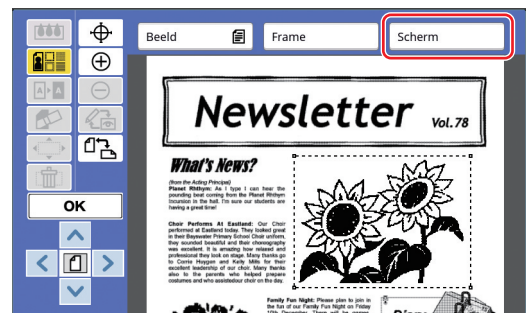 Beeld
Frame
Scherm
A A
OK
Newsletter Vol. 78
What's News?
(from the Acting Principal)
Planet Rhthym: As I type I can hear the
pounding beat coming from the Planet Rhthym
incursion in the hall. I'm sure our students are
having a great time!
Choir Performs At Eastland: Our Choir
performed at Eastland today. They looked great
in their Bayswater Primary School Choir uniform,
they sounded beautiful and their choreography
was excellent. It is amazing how relaxed and
professional they look on stage. Many thanks go
to Corrie Huygen and Kelly Mills for their
excellent leadership of our choir. Many thanks
also to the parents who helped prepare
costumes and who assistedour choir on the day.
Family Fun Night: Please plan to join in
the fun of our Family Fun Night on Friday